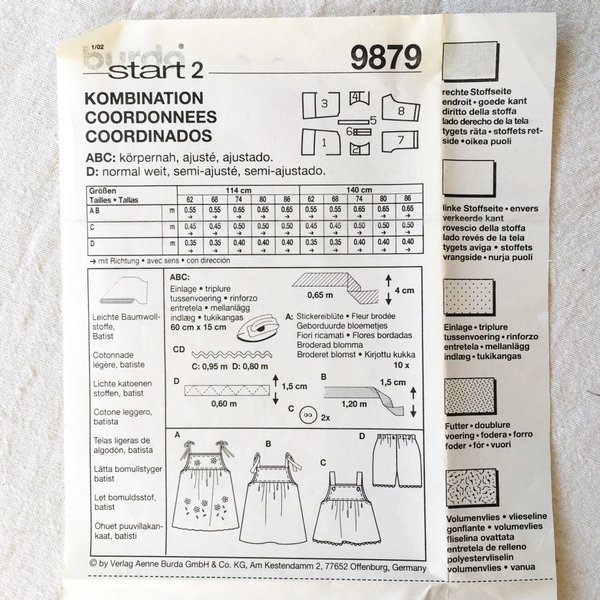 1/02
burda®
start 2
9879
KOMBINATION
COORDONNEES
COORDINADOS
3
4
8
5
6
1
2
7
ABC: körpernah, ajusté, ajustado.
D: normal weit, semi-ajusté, semi-ajustado.
Größen 114 cm 140 cm
Tailles • Tallas 62 68 74 80 86 62 68 74 80 86
A B m 0.55 0.55 0.65 0.65 0.65 0.55 0.55 0.65 0.65 0.65
C m 0.45 0.45 0.50 0.50 0.50 0.45 0.45 0.50 0.50 0.50
D m 0.35 0.35 0.40 0.40 0.40 0.35 0.35 0.40 0.40 0.40
→ mit Richtung • avec sens • con dirección
Leichte Baumwoll-
stoffe,
Batist
Cotonnade
légere, batiste
Lichte katoenen
stoffen, batist
Cotone leggero,
batista
Telas ligeras de
algodón, batista
Lätta bomullstyger
batist
Let bomuldsstof,
batist
Ohuet puuvillakan-
kaat, batisti
ABC:
Einlage • triplure
tussenvoering • rinforzo
entretela • mellanlägg
indlæg • tukikangas
60 cm x 15 cm
0,65 m
4 cm
A: Stickereiblüte • Fleur brodée
Geborduurde bloemetjes
Fiori ricamati • Flores bordadas
Broderad blomma
Broderet blomst • Kirjottu kukka
10 x
CD
C: 0,95 m D: 0,80 m
D
1,5 cm
0,60 m
B
1,5 cm
1,20 m
C
2x
A
B
C
D
© by Verlag Aenne Burda GmbH & Co. KG, Am Kestendamm 2, 77652 Offenburg, Germany
rechte Stoffseite
endroit • goede kant
diritto della stoffa
lado derecho de la tela
tygets räta • stoffets ret-
side •oikea puoli
linke Stoffseite • envers
verkeerde kant
rovescio della stoffa
lado revés de la tela
tygets aviga • stoffets
vrangside • nurja puoli
Einlage • triplure
tussenvoering • rinforzo
entretela • mellanlägg
indlæg • tukikangas
Futter • doublure
voering • fodera • forro
foder • fór • vuori
Volumenvlies • vlieseline
gonflante • volumevlies
fliselina ovattata
entretela de relleno
polyestervliselin
volumenvlies • vanua